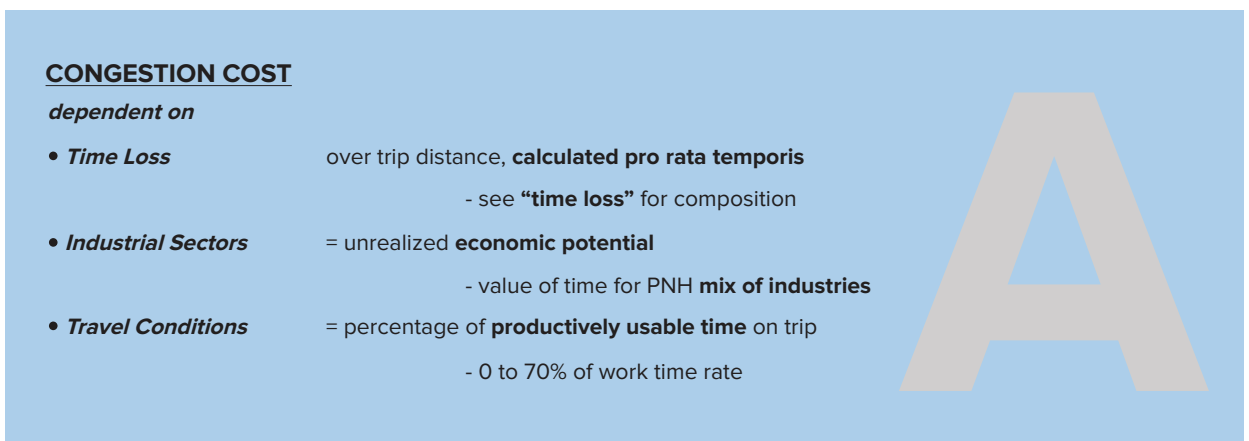 CONGESTION COST
dependent on
• Time Loss over trip distance, calculated pro rata temporis
- see “time loss” for composition
• Industrial Sectors = unrealized economic potential
- value of time for PNH mix of industries
• Travel Conditions = percentage of productively usable time on trip
- 0 to 70% of work time rate
A